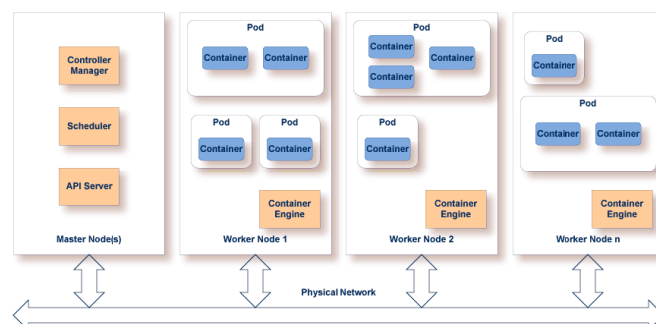 Controller
Manager
Scheduler
API Server
Master Node(s)
Pod
Container
Container
Pod
Container
Pod
Container
Container
Engine
Worker Node 1
Pod
Container
Container
Container
Pod
Container
Container
Engine
Worker Node 2
Pod
Container
Pod
Container
Container
Container
Engine
Worker Node n
Physical Network